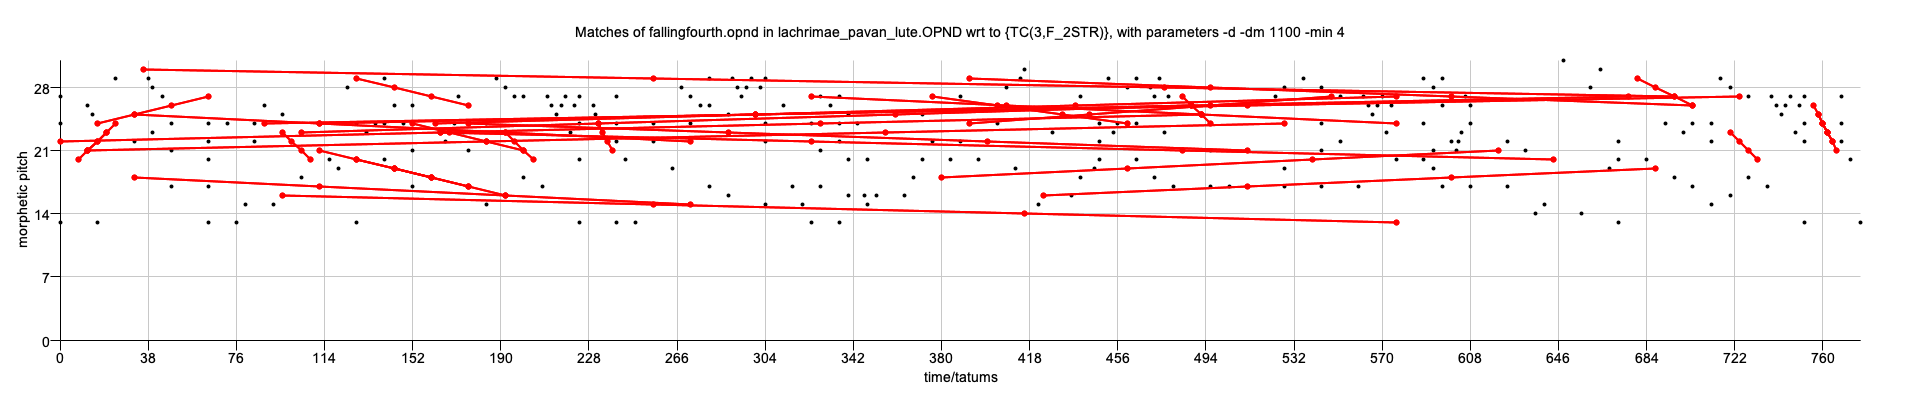 Matches of fallingfourth.opnd in lachrimae_pavan_lute.OPND wrt to {TC(3,F_2STR)}, with parameters -d -dm 1100 -min 4
morphetic pitch
28
21
14
7
0
0 38 76 114 152 190 228 266 304 342 380 418 456 494 532 570 608 646 684 722 760
time/tatums